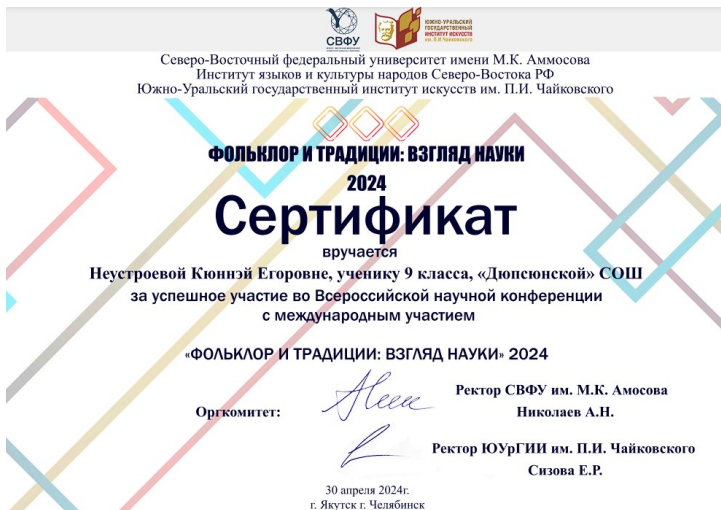 СВФУ
ЮЖНО-УРАЛЬСКИЙ
ГОСУДАРСТВЕННЫЙ
ИНСТИТУТ ИСКУССТВ
им. П.И. Чайковского
Северо-Восточный федеральный университет имени М.К. Аммосова
Институт языков и культуры народов Северо-Востока РФ
Южно-Уральский государственный институт искусств им. П.И. Чайковского
ФОЛЬКЛОР И ТРАДИЦИИ: ВЗГЛЯД НАУКИ
2024
Сертификат
вручается
Неустроевой Кюннэй Егоровне, ученику 9 класса, «Дюпсюнской» СОШ
за успешное участие во Всероссийской научной конференции
с международным участием
«ФОЛЬКЛОР И ТРАДИЦИИ: ВЗГЛЯД НАУКИ» 2024
Ректор СВФУ им. М.К. Амосова
Оргкомитет:
Николаев А.Н.
Ректор ЮУрГИИ им. П.И. Чайковского
Сизова Е.Р.
30 апреля 2024г.
г. Якутск г. Челябинск